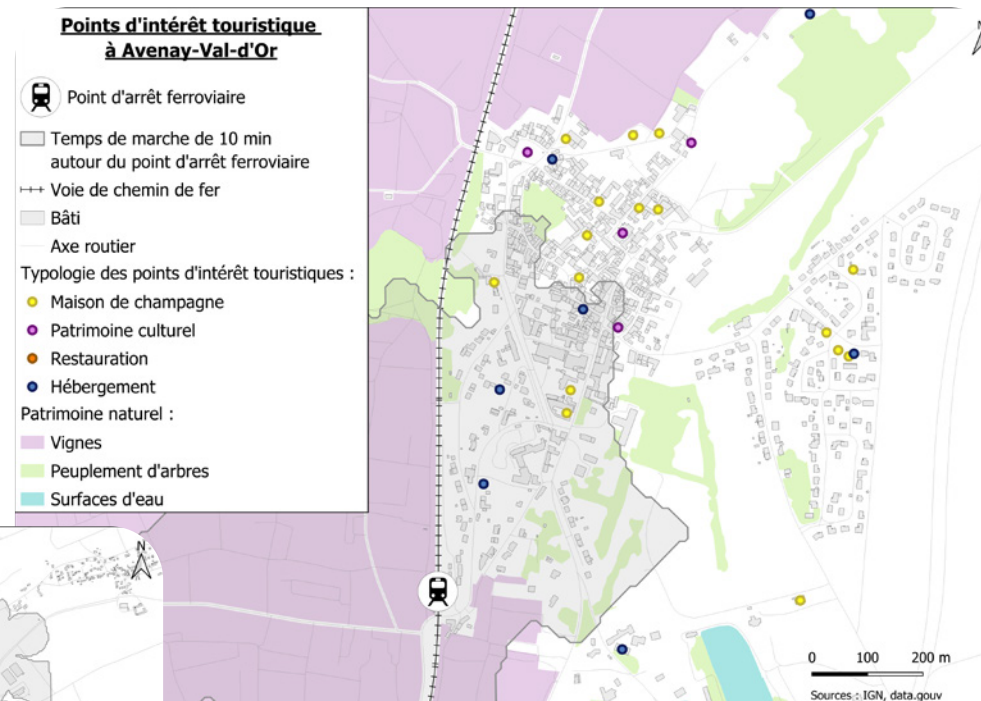 Points d'intérêt touristique
à Avenay-Val-d'Or
Point d'arrêt ferroviaire
Temps de marche de 10 min
autour du point d'arrêt ferroviaire
Voie de chemin de fer
Bâti
Axe routier
Typologie des points d'intérêt touristiques :
Maison de champagne
Patrimoine culturel
Restauration
Hébergement
Patrimoine naturel :
Vignes
Peuplement d'arbres
Surfaces d'eau
N
0 100 200 m
Sources : IGN, data.gouv